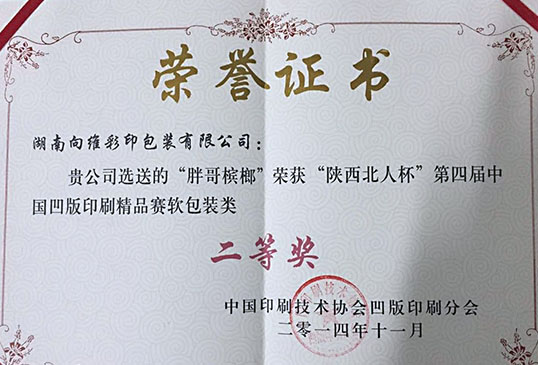 荣誉证书
湖南向维彩印包装有限公司：
贵公司选送的“胖哥槟榔”荣获“陕西北人杯”第四届中
国凹版印刷精品赛软包装类
二等奖
中国印刷技术协会凹版印刷分会
二零一四年十一月